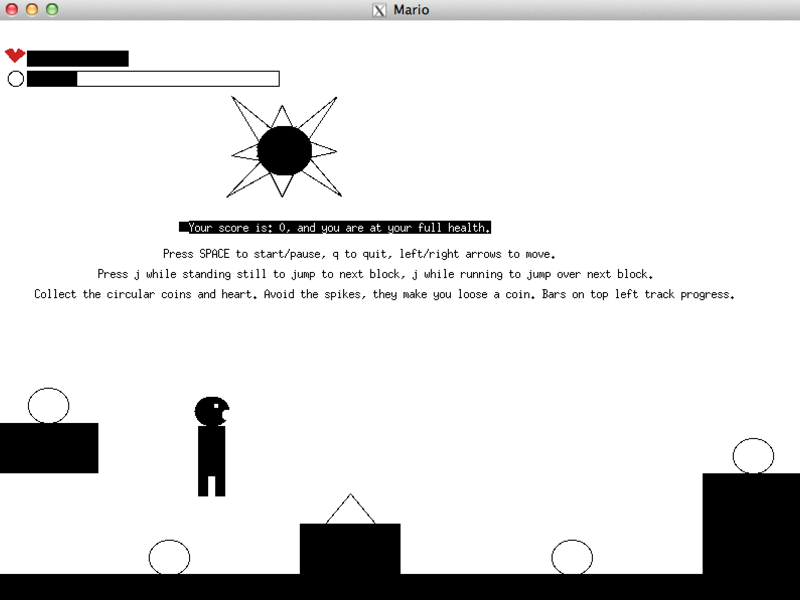 X Mario
Your score is: 0, and you are at your full health.
Press SPACE to start/pause, q to quit, left/right arrows to move.
Press j while standing still to jump to next block, j while running to jump over next block.
Collect the circular coins and heart. Avoid the spikes, they make you loose a coin. Bars on top left track progress.